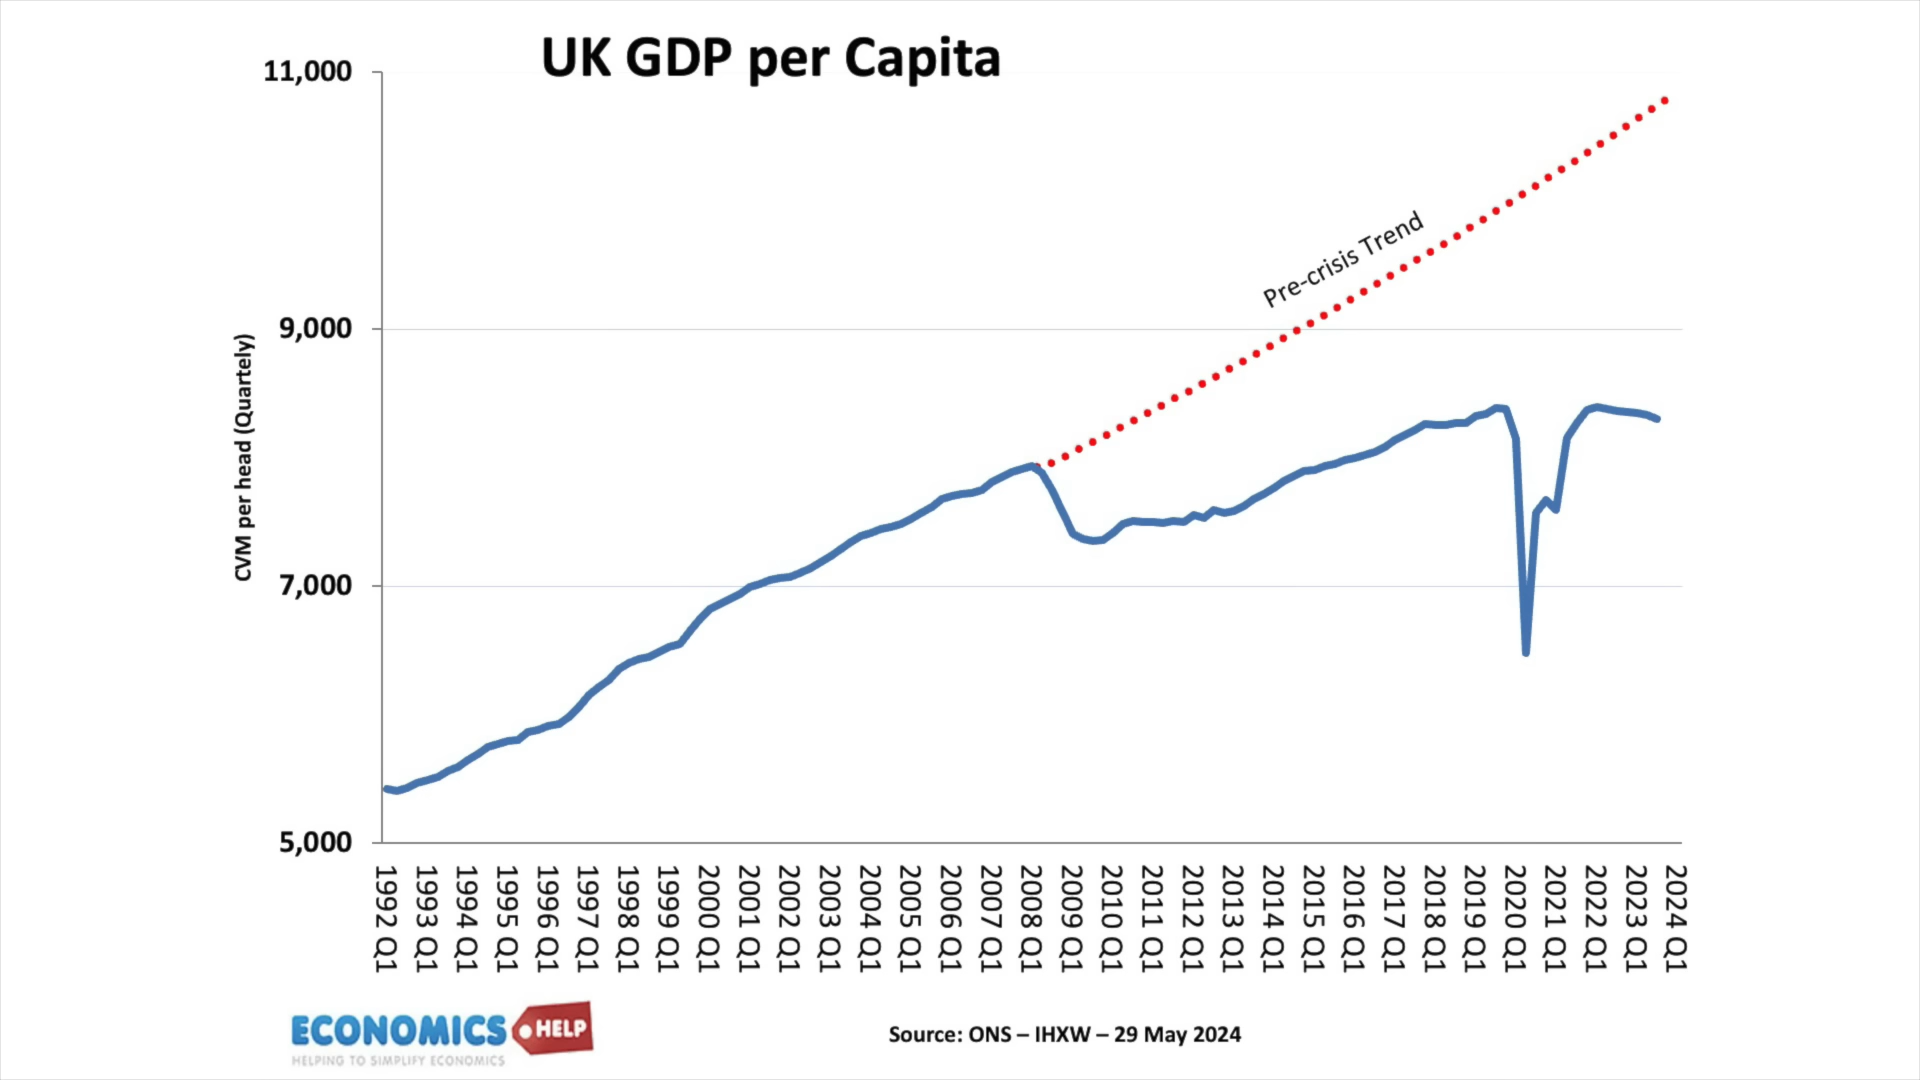 UK GDP per Capita
11,000
9,000
7,000
5,000
CVM per head (Quartely)
Pre-crisis Trend
1992 Q1
1993 Q1
1994 Q1
1995 Q1
1996 Q1
1997 Q1
1998 Q1
1999 Q1
2000 Q1
2001 Q1
2002 Q1
2003 Q1
2004 Q1
2005 Q1
2006 Q1
2007 Q1
2008 Q1
2009 Q1
2010 Q1
2011 Q1
2012 Q1
2013 Q1
2014 Q1
2015 Q1
2016 Q1
2017 Q1
2018 Q1
2019 Q1
2020 Q1
2021 Q1
2022 Q1
2023 Q1
2024 Q1
ECONOMICS HELP
HELPING TO SIMPLIFY ECONOMICS
Source: ONS – IHXW – 29 May 2024